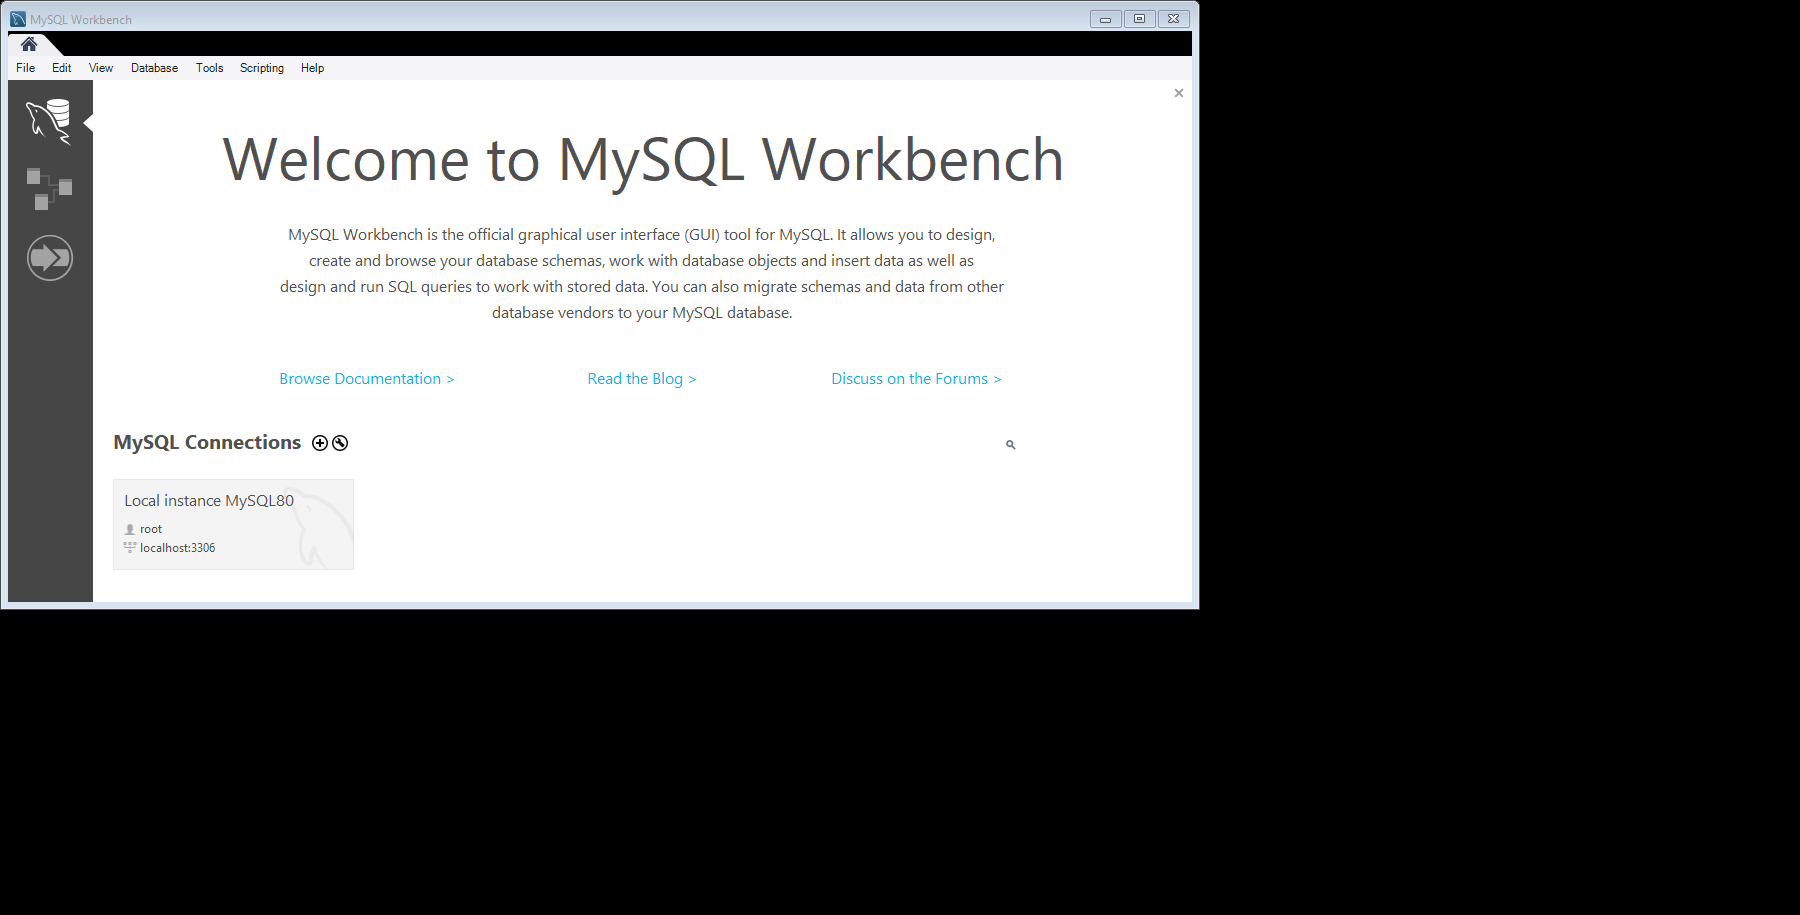 MySQL Workbench
File Edit View Database Tools Scripting Help
Welcome to MySQL Workbench
MySQL Workbench is the official graphical user interface (GUI) tool for MySQL. It allows you to design,
create and browse your database schemas, work with database objects and insert data as well as
design and run SQL queries to work with stored data. You can also migrate schemas and data from other
database vendors to your MySQL database.
Browse Documentation > Read the Blog > Discuss on the Forums >
MySQL Connections
Local instance MySQL80
root
localhost:3306